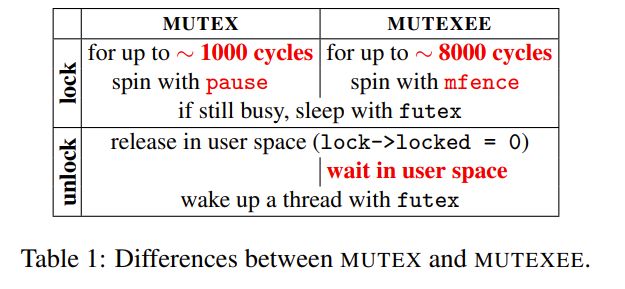 MUTEX MUTEXEE
lock
for up to ~ 1000 cycles for up to ~ 8000 cycles
spin with pause spin with mfence
if still busy, sleep with futex
unlock
release in user space (lock->locked = 0)
wait in user space
wake up a thread with futex
Table 1: Differences between MUTEX and MUTEXEE.